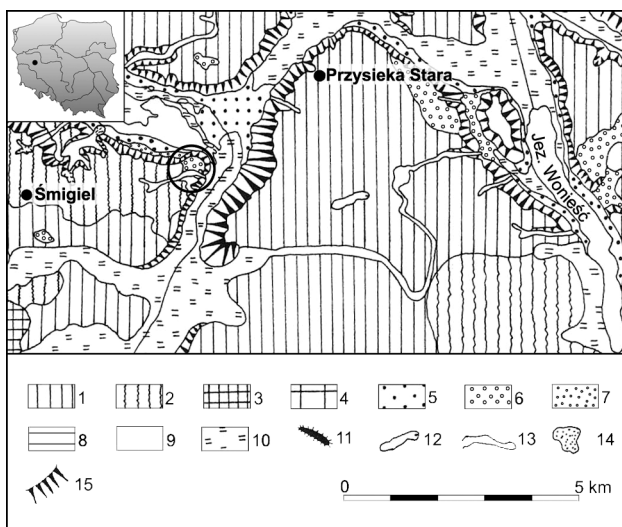 Przysieka Stara
Jez. Wonieść
Śmigiel
1 2 3 4 5 6 7
8 9 10 11 12 13 14
15
0 5 km